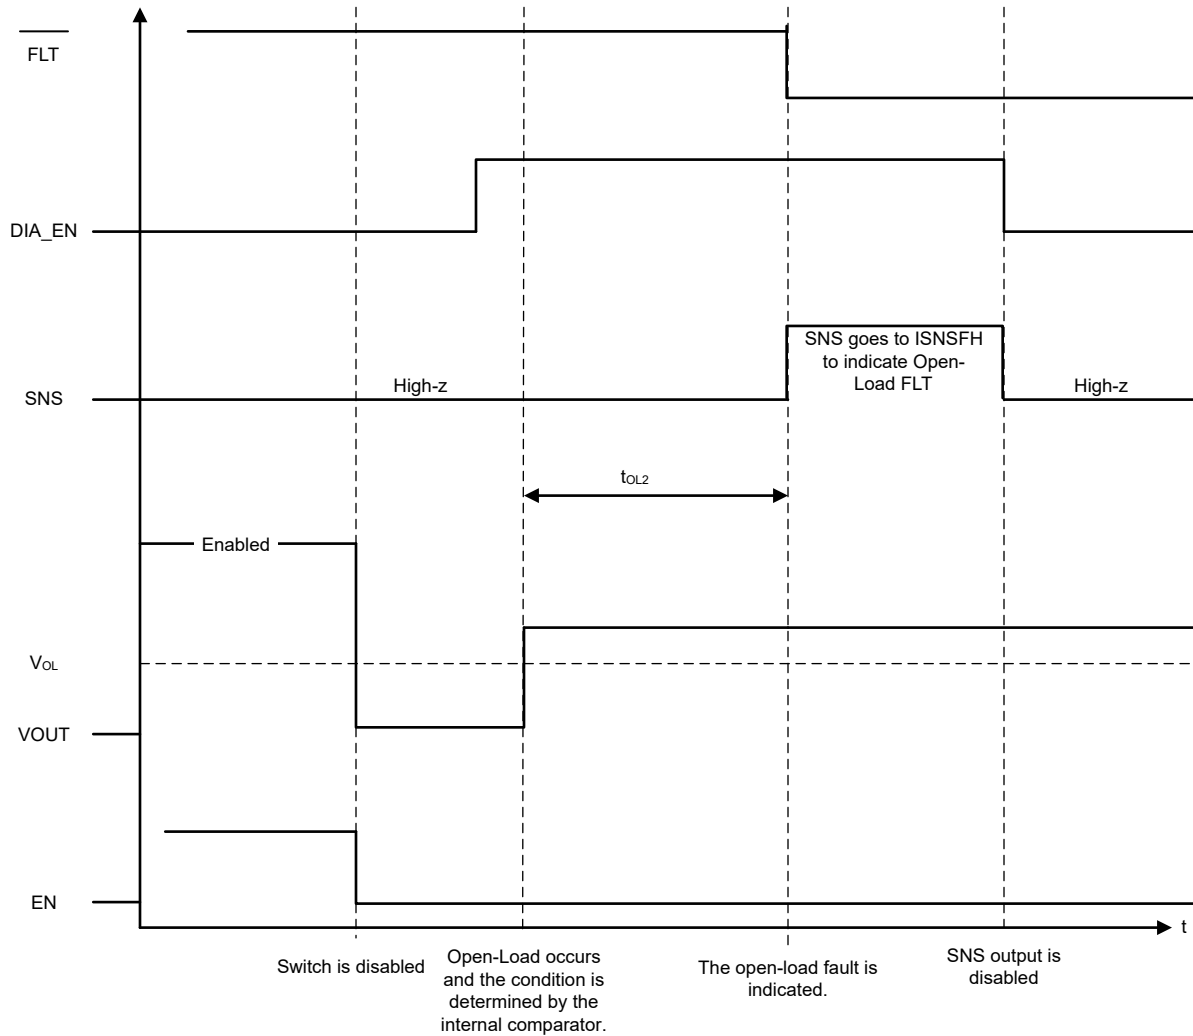 FLT
DIA_EN
SNS
High-z
SNS goes to ISNSFH
to indicate Open-
Load FLT
High-z
tOL2
Enabled
VOL
VOUT
EN
t
Switch is disabled
Open-Load occurs
and the condition is
determined by the
internal comparator.
The open-load fault is
indicated.
SNS output is
disabled